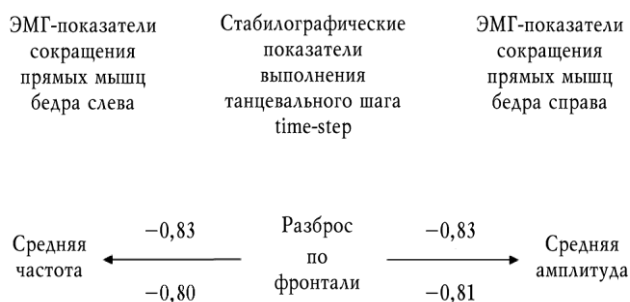 ЭМГ-показатели
сокращения
прямых мышц
бедра слева
Стабилографические
показатели
выполнения
танцевального шага
time-step
ЭМГ-показатели
сокращения
прямых мышц
бедра справа
Средняя
частота
−0,83
−0,80
Разброс
по
фронтали
−0,83
−0,81
Средняя
амплитуда